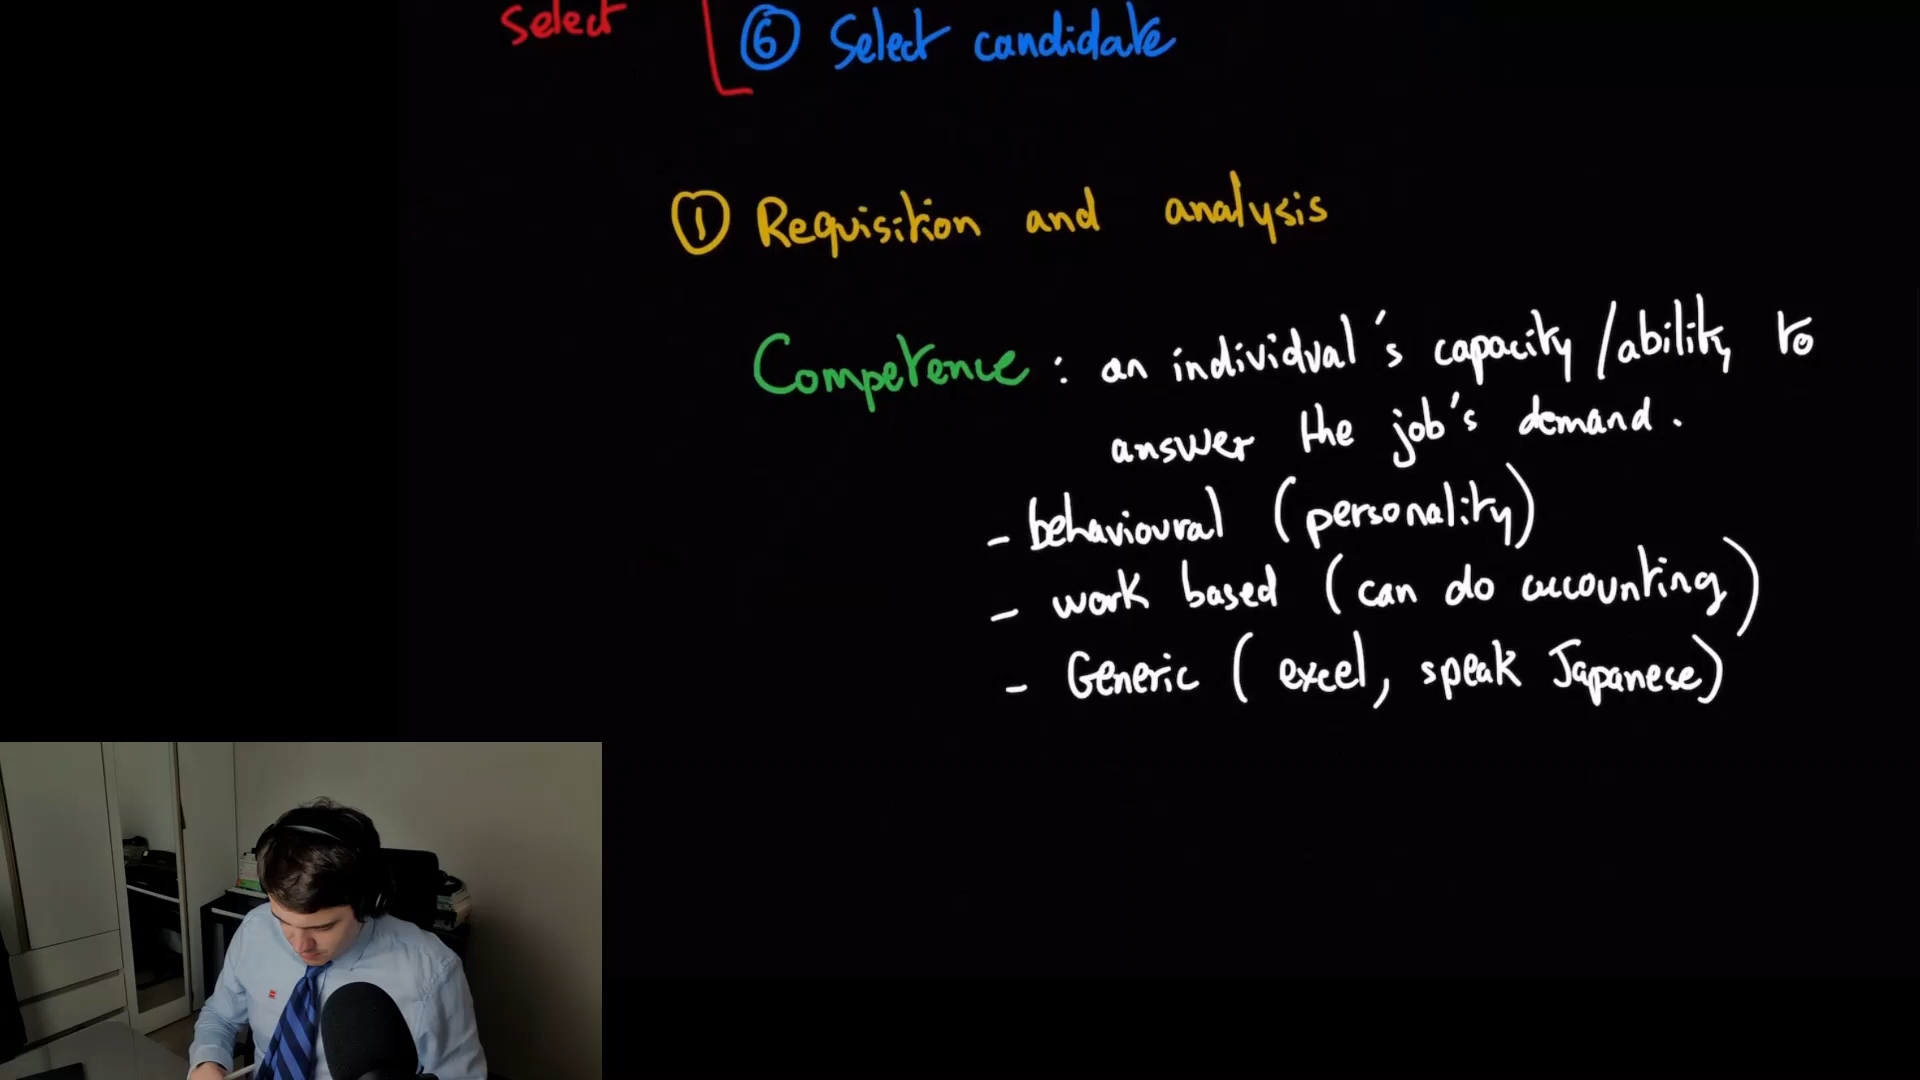 Select
⑥ Select candidate
① Requisition and analysis
Competence : an individual's capacity /ability to
answer the job's demand.
- behavioural (personality)
- work based (can do accounting)
- Generic ( excel, speak Japanese)